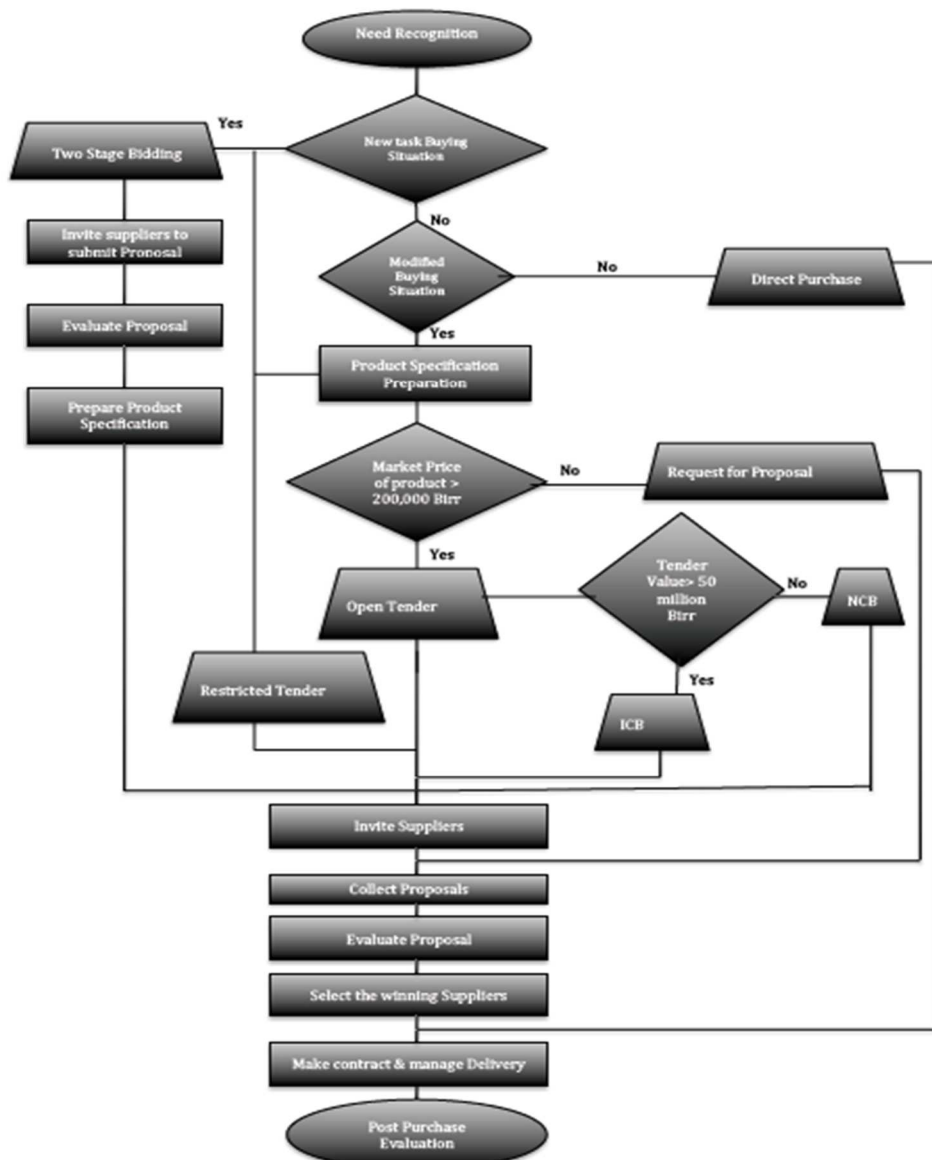 Need Recognition
Yes
New task Buying
Situation
Two Stage Bidding
No
Invite suppliers to
submit Proposal
Modified
Buying
Situation
No
Direct Purchase
Evaluate Proposal
Yes
Product Specification
Preparation
Prepare Product
Specification
Market Price
of product >
200,000 Birr
No
Request for Proposal
Yes
Tender
Value> 50
million
Birr
No
NCB
Open Tender
Yes
Restricted Tender
ICB
Invite Suppliers
Collect Proposals
Evaluate Proposal
Select the winning Suppliers
Make contract & manage Delivery
Post Purchase
Evaluation